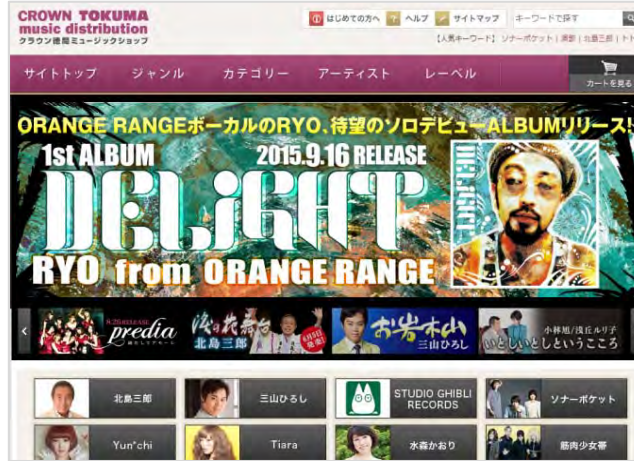 CROWN TOKUMA
music distribution
クラウン徳間ミュージックショップ
はじめての方へ ヘルプ サイトマップ キーワードで探す
【人気キーワード】 ソナーポケット | 演歌 | 北島三郎 |
サイトトップ ジャンル カテゴリー アーティスト レーベル カートを見る
ORANGE RANGEボーカルのRYO、待望のソロデビューALBUMリリース!
1st ALBUM 2015.9.16 RELEASE
DELiGHT
DELiGHT
RYO from ORANGE RANGE
8.26 RELEASE
predia
浪の花舞台
北島三郎
お岩木山
三山ひろし
小林旭/浅丘ルリ子
いとしいとしというこころ
北島三郎 三山ひろし STUDIO GHIBLI RECORDS ソナーポケット
Yun*chi Tiara 水森かおり 筋肉少女帯